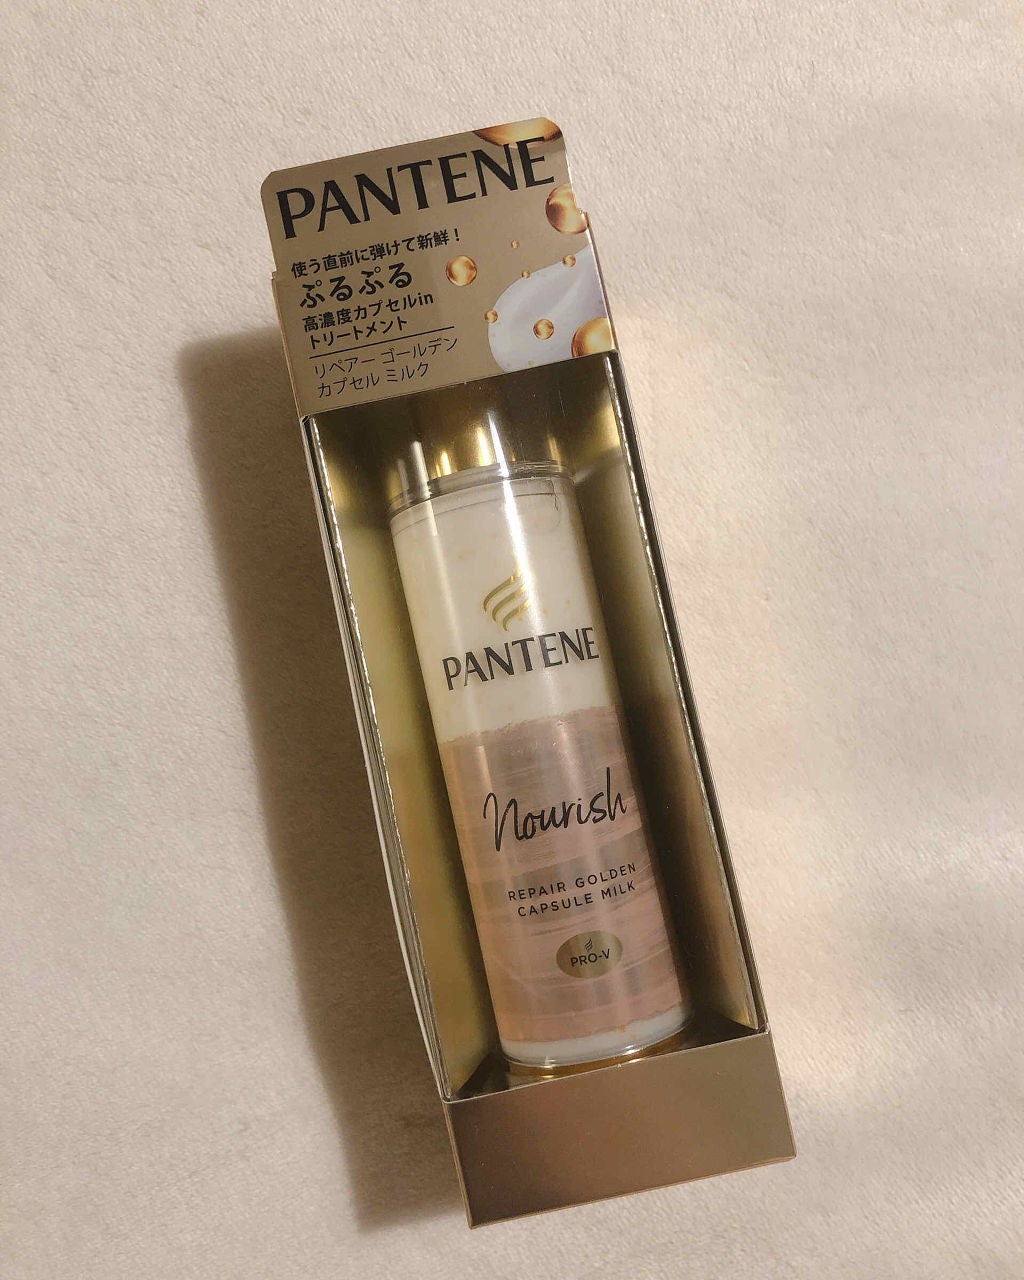 PANTENE
使う直前に弾けて新鮮！
ぷるぷる
高濃度カプセルin
トリートメント
リペアー ゴールデン
カプセル ミルク
PANTENE
Nourish
REPAIR GOLDEN
CAPSULE MILK
PRO-V